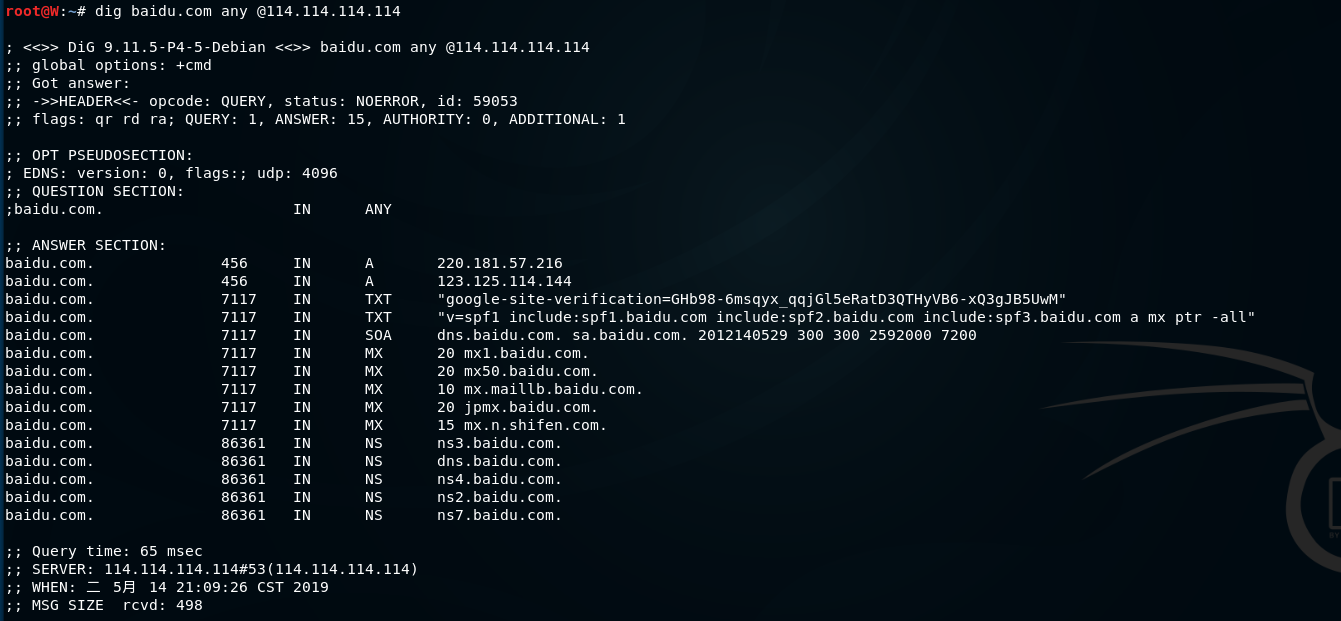 root@W:~# dig baidu.com any @114.114.114.114
; <<>> DiG 9.11.5-P4-5-Debian <<>> baidu.com any @114.114.114.114
;; global options: +cmd
;; Got answer:
;; ->>HEADER<<- opcode: QUERY, status: NOERROR, id: 59053
;; flags: qr rd ra; QUERY: 1, ANSWER: 15, AUTHORITY: 0, ADDITIONAL: 1
;; OPT PSEUDOSECTION:
; EDNS: version: 0, flags:; udp: 4096
;; QUESTION SECTION:
;baidu.com. IN ANY
;; ANSWER SECTION:
baidu.com. 456 IN A 220.181.57.216
baidu.com. 456 IN A 123.125.114.144
baidu.com. 7117 IN TXT "google-site-verification=GHb98-6msqyx_qqjGl5eRatD3QTHyVB6-xQ3gJB5UwM"
baidu.com. 7117 IN TXT "v=spf1 include:spf1.baidu.com include:spf2.baidu.com include:spf3.baidu.com a mx ptr -all"
baidu.com. 7117 IN SOA dns.baidu.com. sa.baidu.com. 2012140529 300 300 2592000 7200
baidu.com. 7117 IN MX 20 mx1.baidu.com.
baidu.com. 7117 IN MX 20 mx50.baidu.com.
baidu.com. 7117 IN MX 10 mx.maillb.baidu.com.
baidu.com. 7117 IN MX 20 jpmx.baidu.com.
baidu.com. 7117 IN MX 15 mx.n.shifen.com.
baidu.com. 86361 IN NS ns3.baidu.com.
baidu.com. 86361 IN NS dns.baidu.com.
baidu.com. 86361 IN NS ns4.baidu.com.
baidu.com. 86361 IN NS ns2.baidu.com.
baidu.com. 86361 IN NS ns7.baidu.com.
;; Query time: 65 msec
;; SERVER: 114.114.114.114#53(114.114.114.114)
;; WHEN: 二 5月 14 21:09:26 CST 2019
;; MSG SIZE rcvd: 498